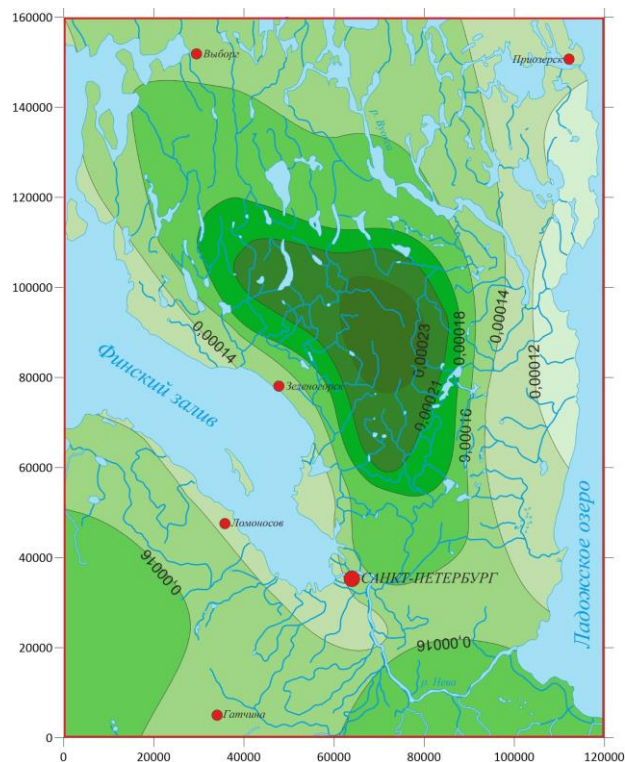 160000
Выборг
Приозерск
р. Вуокса
140000
120000
100000
0,00014
0,00014
0,00018
0,00023
0,00012
0,00021
0,00016
Финский залив
80000
Зеленогорск
60000
Ломоносов
Ладожское озеро
40000
0,00016
САНКТ-ПЕТЕРБУРГ
20000
0,00016
р. Нева
Гатчина
0
0
20000
40000
60000
80000
100000
120000